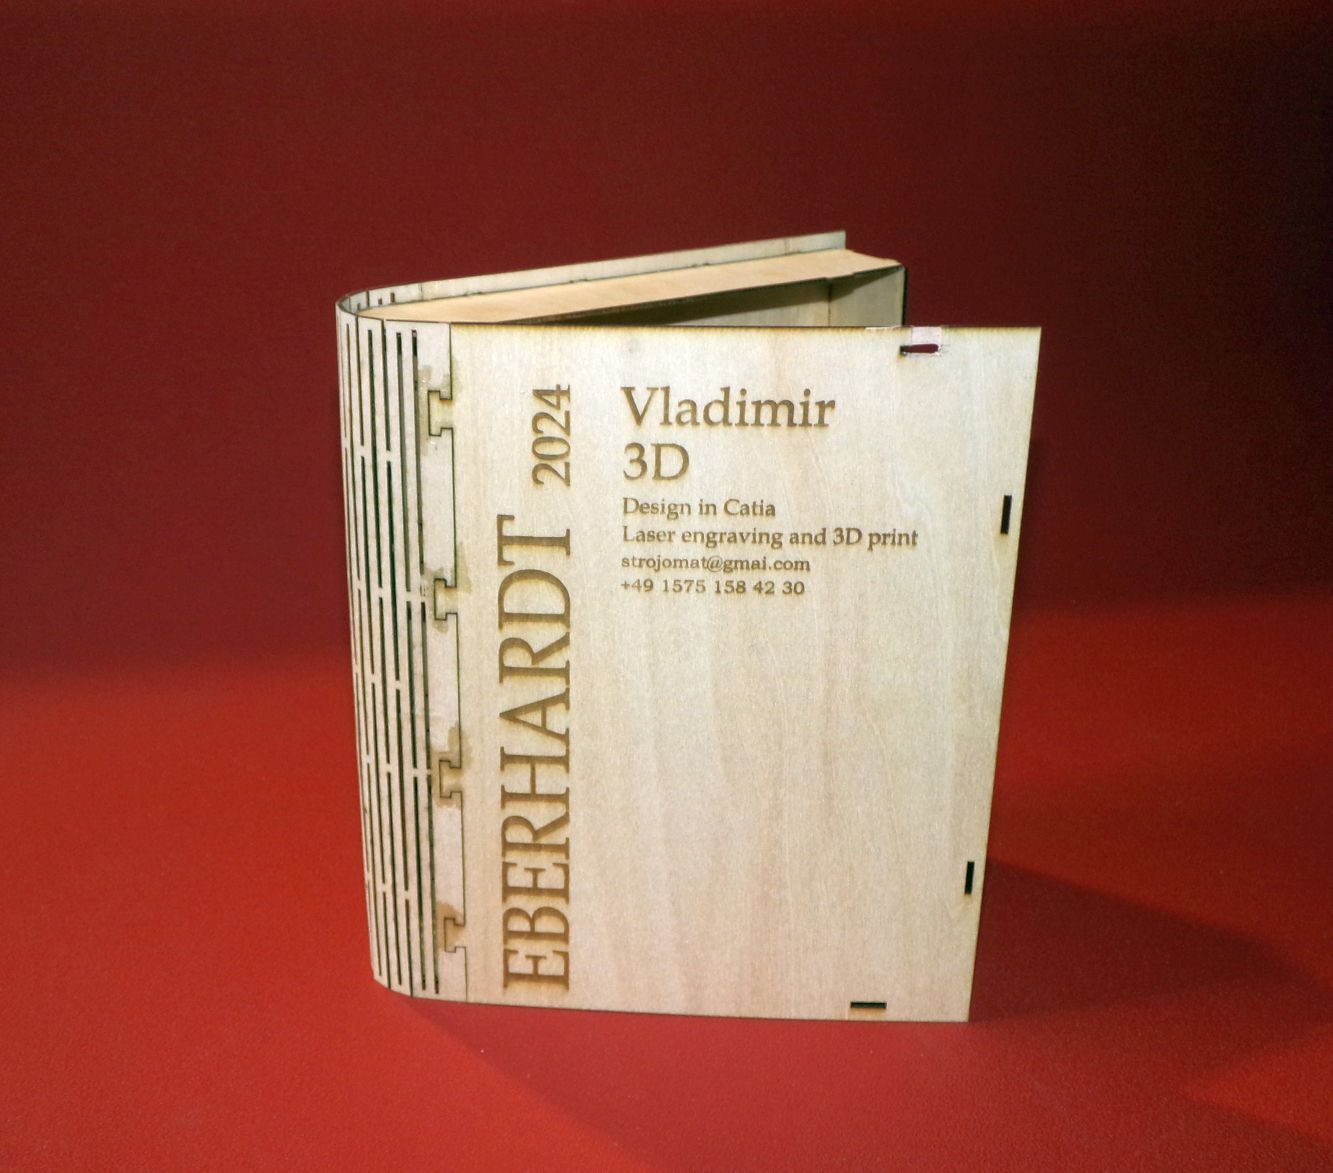 EBERHARDT 2024
Vladimir
3D
Design in Catia
Laser engraving and 3D print
strojomat@gmai.com
+49 1575 158 42 30